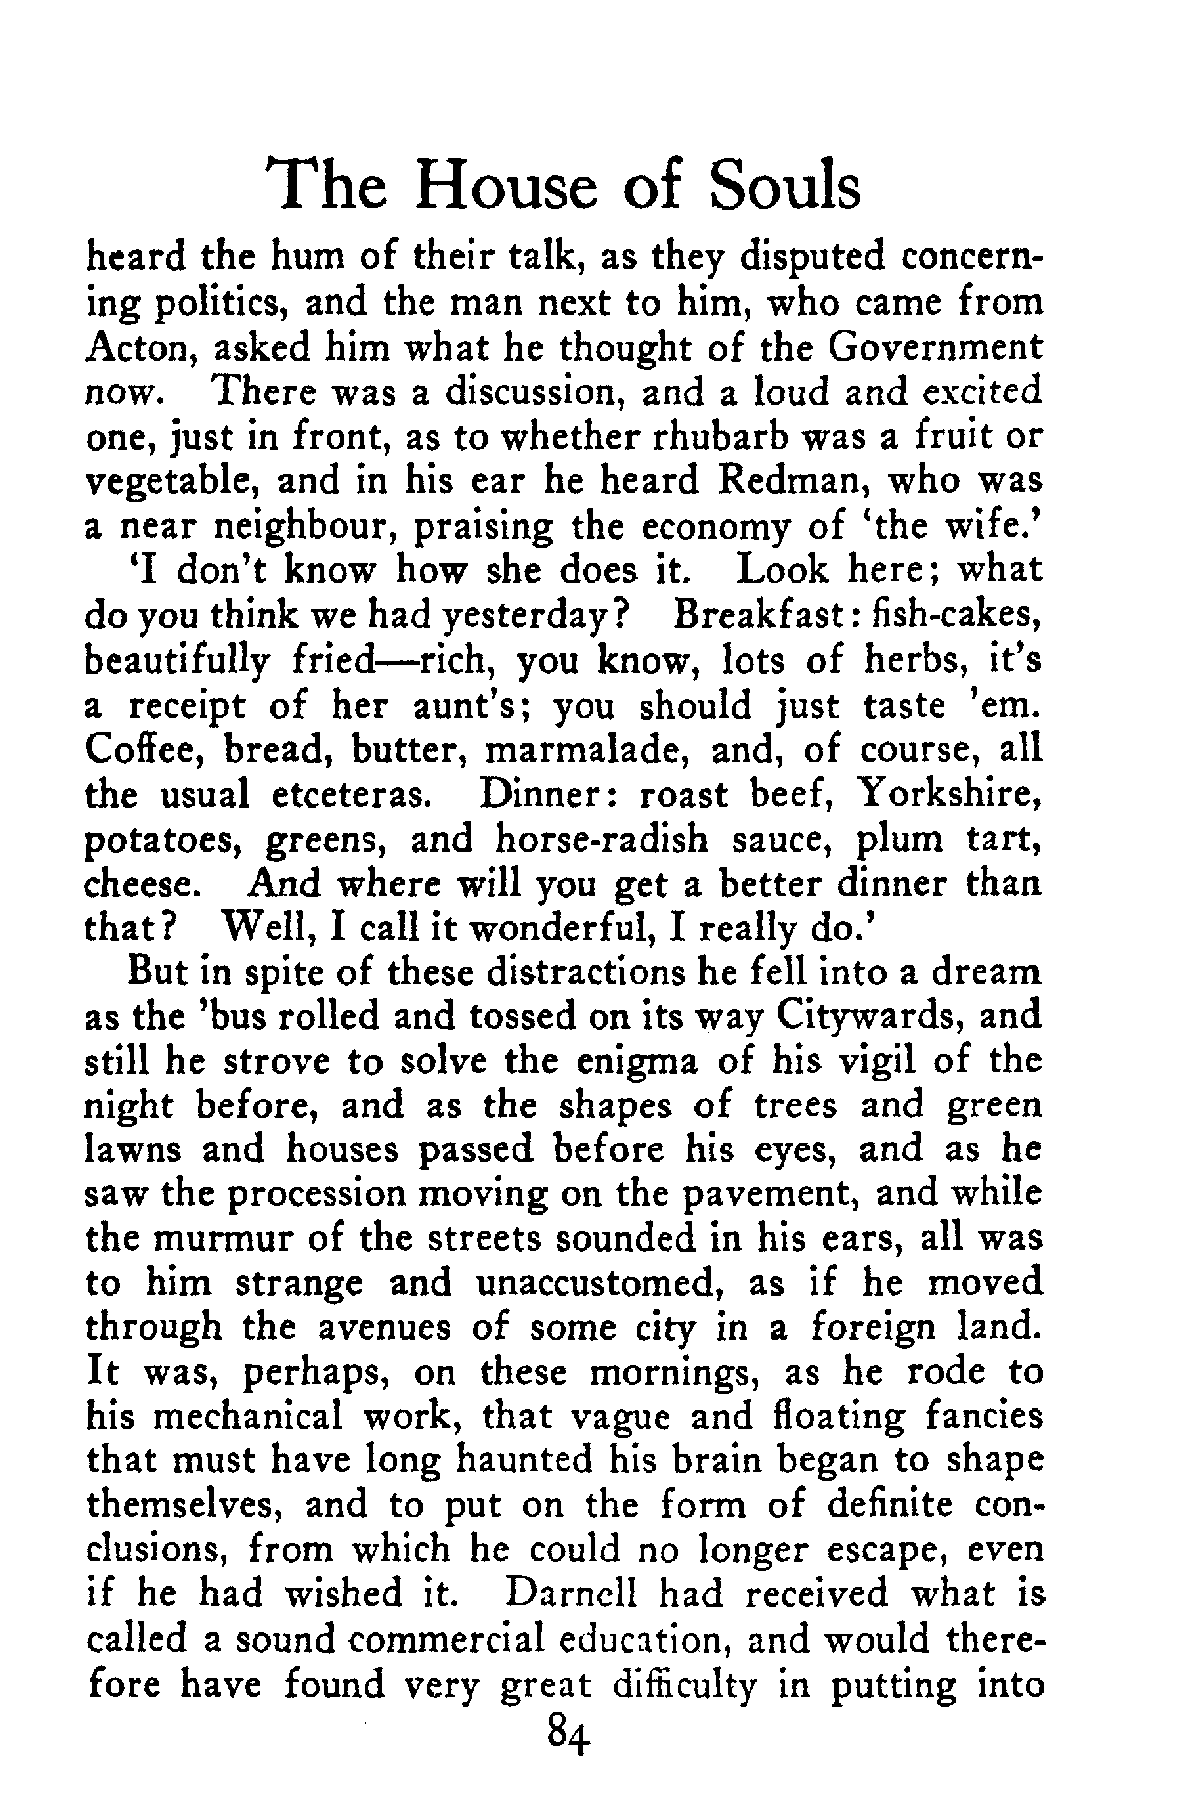 The House of Souls
heard the hum of their talk, as they disputed concern-
ing politics, and the man next to him, who came from
Acton, asked him what he thought of the Government
now. There was a discussion, and a loud and excited
one, just in front, as to whether rhubarb was a fruit or
vegetable, and in his ear he heard Redman, who was
a near neighbour, praising the economy of ‘the wife.’
‘I don’t know how she does it. Look here; what
do you think we had yesterday? Breakfast: fish-cakes,
beautifully fried—rich, you know, lots of herbs, it’s
a receipt of her aunt’s; you should just taste ’em.
Coffee, bread, butter, marmalade, and, of course, all
the usual etceteras. Dinner: roast beef, Yorkshire,
potatoes, greens, and horse-radish sauce, plum tart,
cheese. And where will you get a better dinner than
that? Well, I call it wonderful, I really do.’
But in spite of these distractions he fell into a dream
as the ’bus rolled and tossed on its way Citywards, and
still he strove to solve the enigma of his vigil of the
night before, and as the shapes of trees and green
lawns and houses passed before his eyes, and as he
saw the procession moving on the pavement, and while
the murmur of the streets sounded in his ears, all was
to him strange and unaccustomed, as if he moved
through the avenues of some city in a foreign land.
It was, perhaps, on these mornings, as he rode to
his mechanical work, that vague and floating fancies
that must have long haunted his brain began to shape
themselves, and to put on the form of definite con-
clusions, from which he could no longer escape, even
if he had wished it. Darnell had received what is
called a sound commercial education, and would there-
fore have found very great difficulty in putting into
84